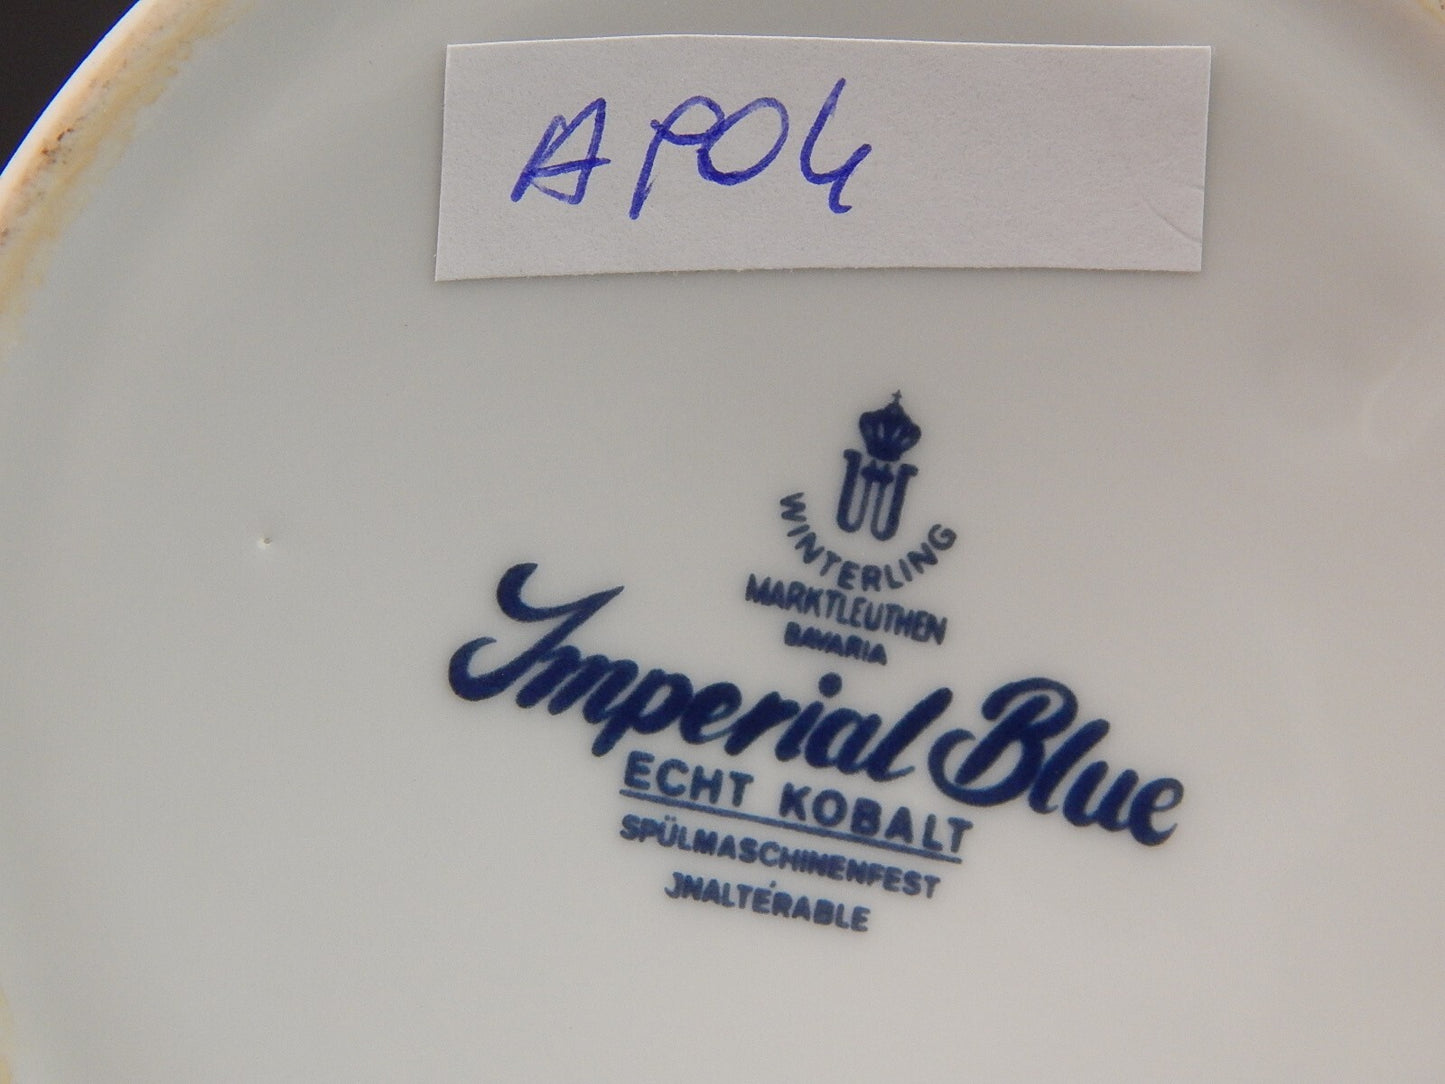 AP04
W
WINTERLING
MARKTLEUTHEN
BAVARIA
Imperial Blue
ECHT KOBALT
SPÜLMASCHINENFEST
JNALTÉRABLE